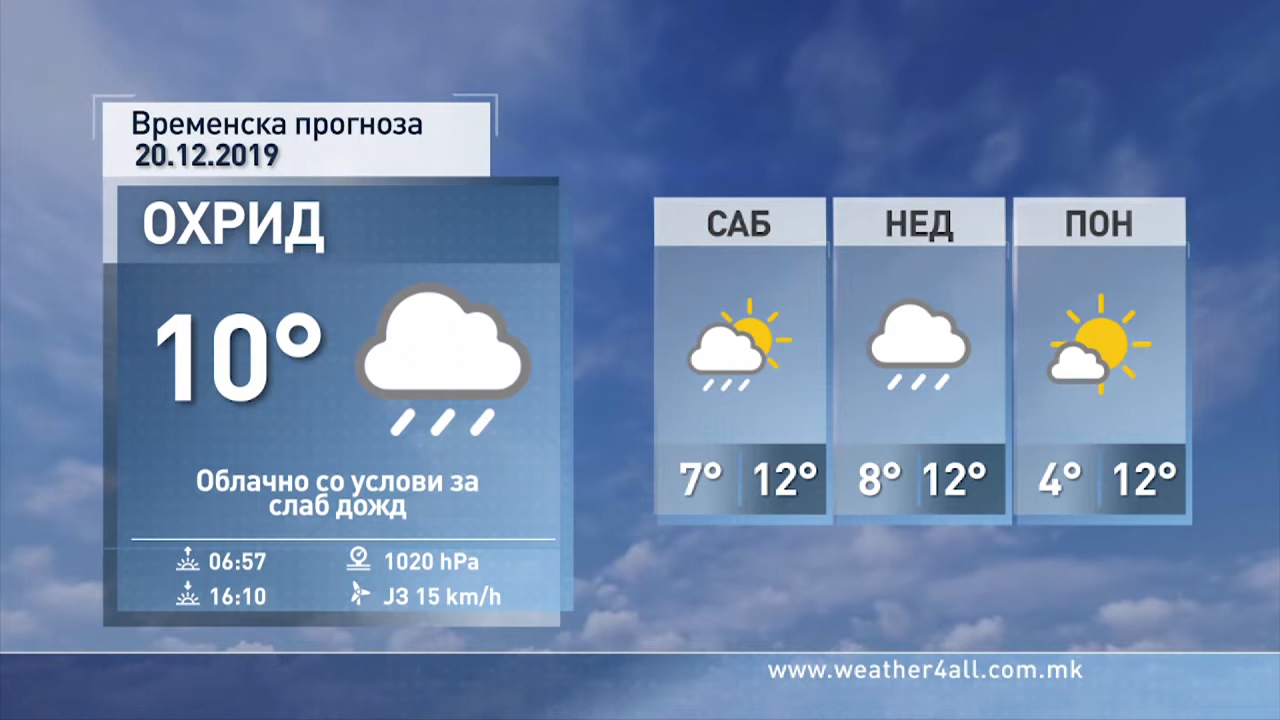 Временска прогноза
20.12.2019
ОХРИД
10°
Облачно со услови за
слаб дожд
06:57 1020 hPa
16:10 ЈЗ 15 km/h
САБ НЕД ПОН
7° 12° 8° 12° 4° 12°
www.weather4all.com.mk